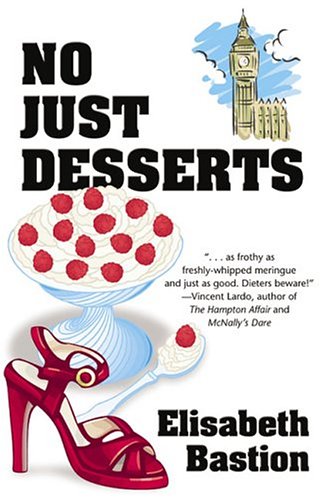 NO
JUST
DESSERTS
". . . as frothy as
freshly-whipped meringue
and just as good. Dieters beware!"
—Vincent Lardo, author of
The Hampton Affair and
McNally's Dare
Elisabeth
Bastion